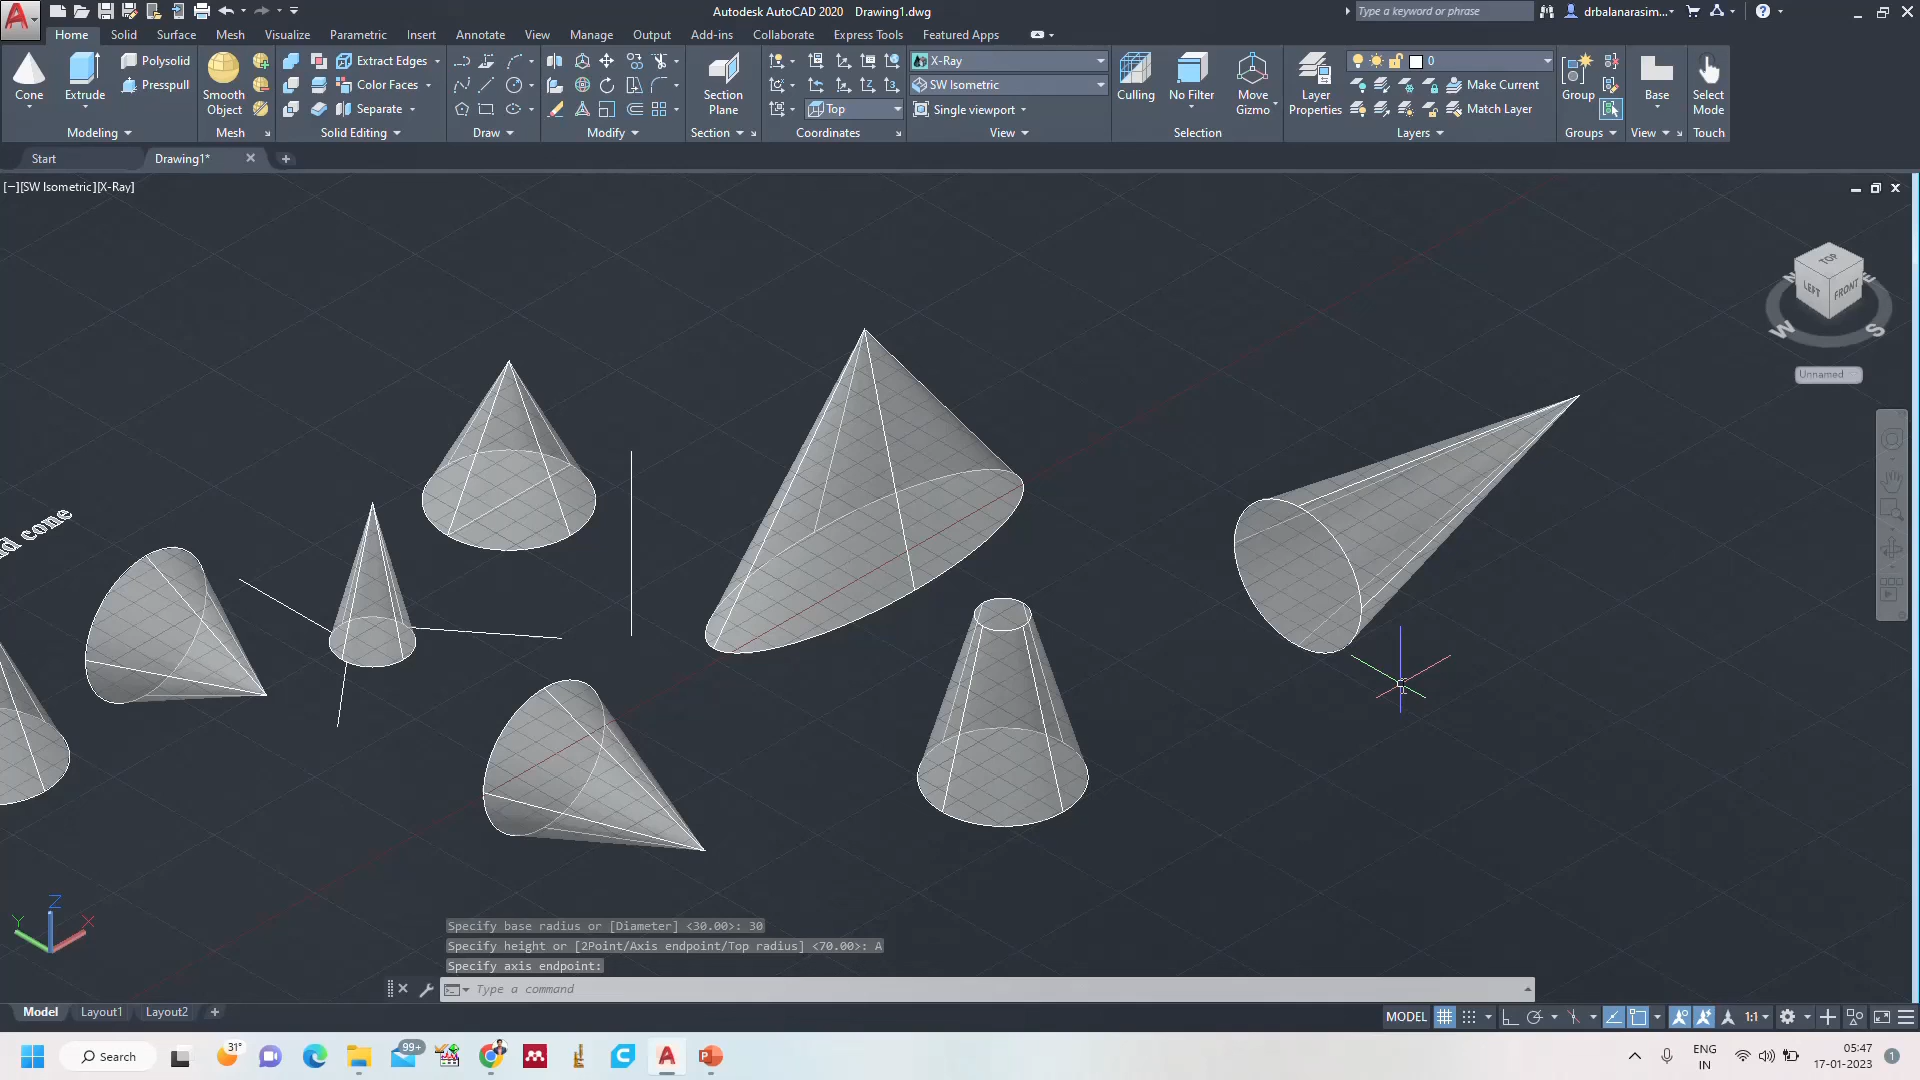 Autodesk AutoCAD 2020 Drawing1.dwg
Type a keyword or phrase
drbalanarasim...
Home Solid Surface Mesh Visualize Parametric Insert Annotate View Manage Output Add-ins Collaborate Express Tools Featured Apps
Cone
Extrude
Polysolid
Presspull
Smooth
Object
Extract Edges
Color Faces
Separate
Section
Plane
Top
X-Ray
SW Isometric
Single viewport
Culling
No Filter
Move
Gizmo
Layer
Properties
0
Make Current
Match Layer
Group
Base
Select
Mode
Modeling
Mesh
Solid Editing
Draw
Modify
Section
Coordinates
View
Selection
Layers
Groups
View
Touch
Start
Drawing1*
[−][SW Isometric][X-Ray]
TOP
LEFT
FRONT
N
E
W
S
Unnamed
cone
Z
Y
X
Specify base radius or [Diameter] <30.00>: 30
Specify height or [2Point/Axis endpoint/Top radius] <70.00>: A
Specify axis endpoint:
Type a command
Model
Layout1
Layout2
MODEL
1:1
Search
31°
99+
ENG
IN
05:47
17-01-2023
1